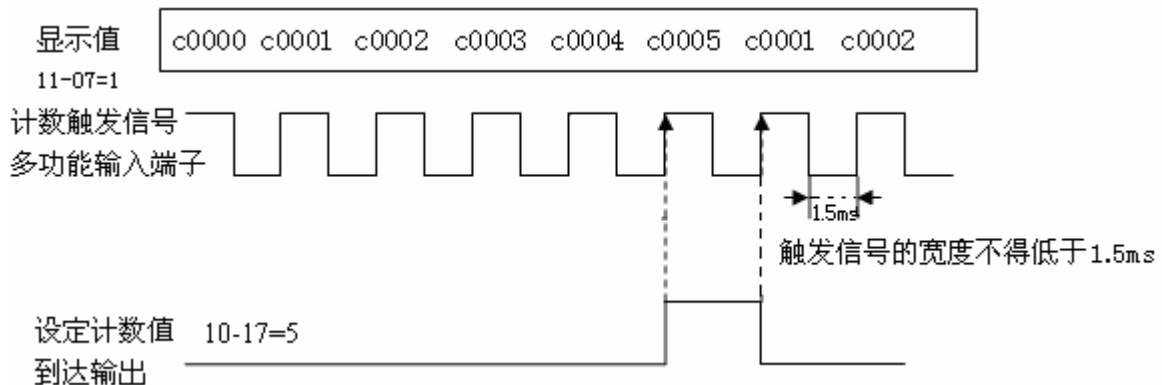 显示值 c0000 c0001 c0002 c0003 c0004 c0005 c0001 c0002
11-07=1
计数触发信号
多功能输入端子
1.5ms
触发信号的宽度不得低于1.5ms
设定计数值 10-17=5
到达输出